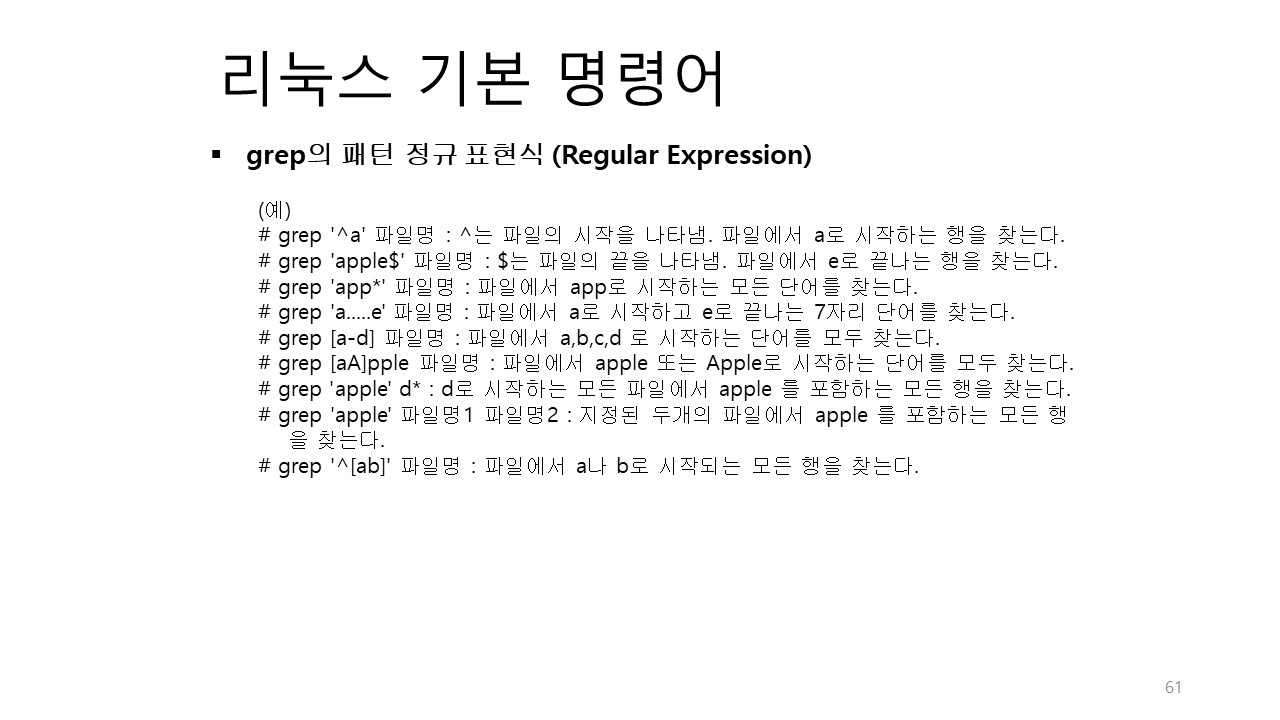 리눅스 기본 명령어
▪ grep의 패턴 정규 표현식 (Regular Expression)
(예)
# grep '^a' 파일명 : ^는 파일의 시작을 나타냄. 파일에서 a로 시작하는 행을 찾는다.
# grep 'apple$' 파일명 : $는 파일의 끝을 나타냄. 파일에서 e로 끝나는 행을 찾는다.
# grep 'app*' 파일명 : 파일에서 app로 시작하는 모든 단어를 찾는다.
# grep 'a.....e' 파일명 : 파일에서 a로 시작하고 e로 끝나는 7자리 단어를 찾는다.
# grep [a-d] 파일명 : 파일에서 a,b,c,d 로 시작하는 단어를 모두 찾는다.
# grep [aA]pple 파일명 : 파일에서 apple 또는 Apple로 시작하는 단어를 모두 찾는다.
# grep 'apple' d* : d로 시작하는 모든 파일에서 apple 를 포함하는 모든 행을 찾는다.
# grep 'apple' 파일명1 파일명2 : 지정된 두개의 파일에서 apple 를 포함하는 모든 행
을 찾는다.
# grep '^[ab]' 파일명 : 파일에서 a나 b로 시작되는 모든 행을 찾는다.
61